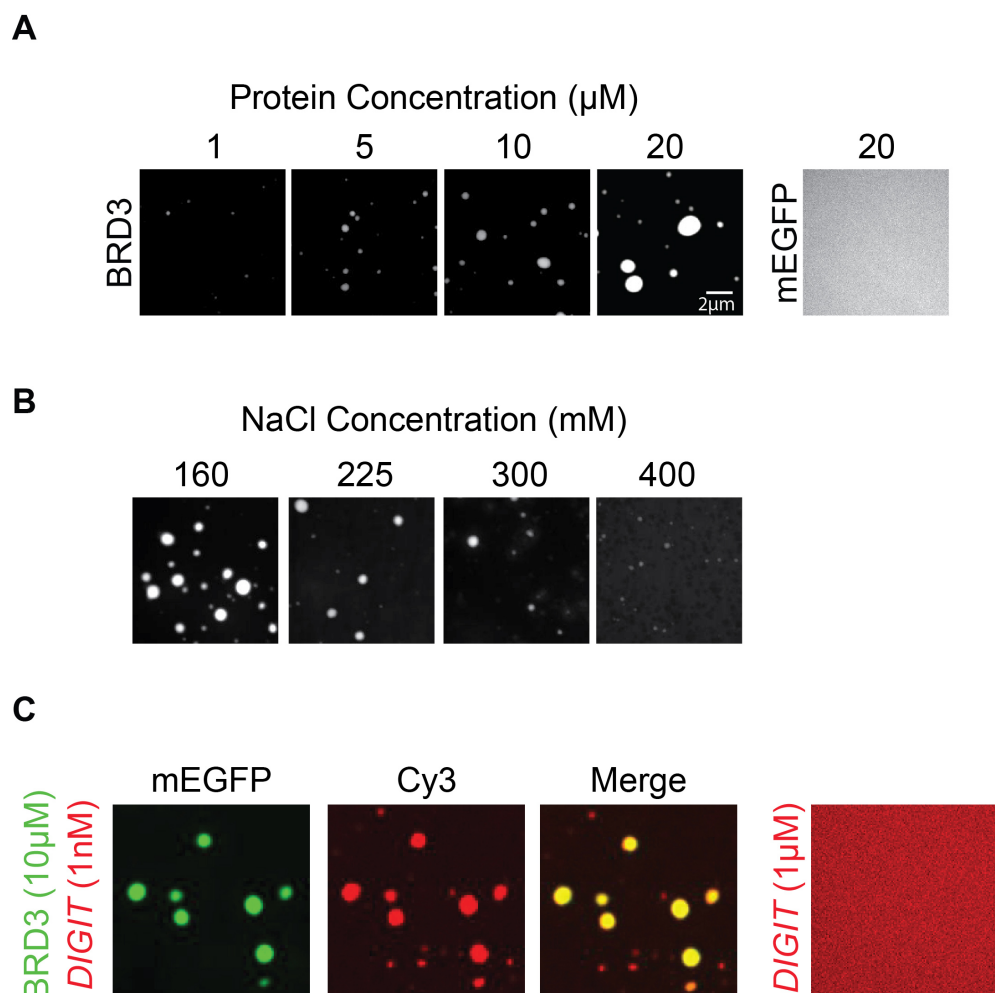 A
Protein Concentration (µM)
1 5 10 20 20
BRD3
mEGFP
2µm
B
NaCl Concentration (mM)
160 225 300 400
C
mEGFP Cy3 Merge
BRD3 (10µM)
DIGIT (1nM)
DIGIT (1µM)